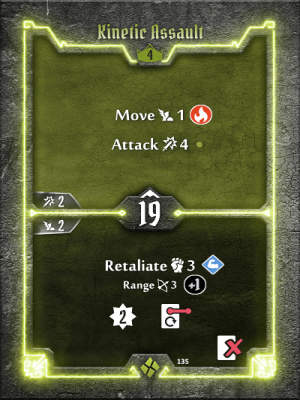 Kinetic Assault
4
Move 1
Attack 4
2
19
2
Retaliate 3
Range 3 +1
2
135